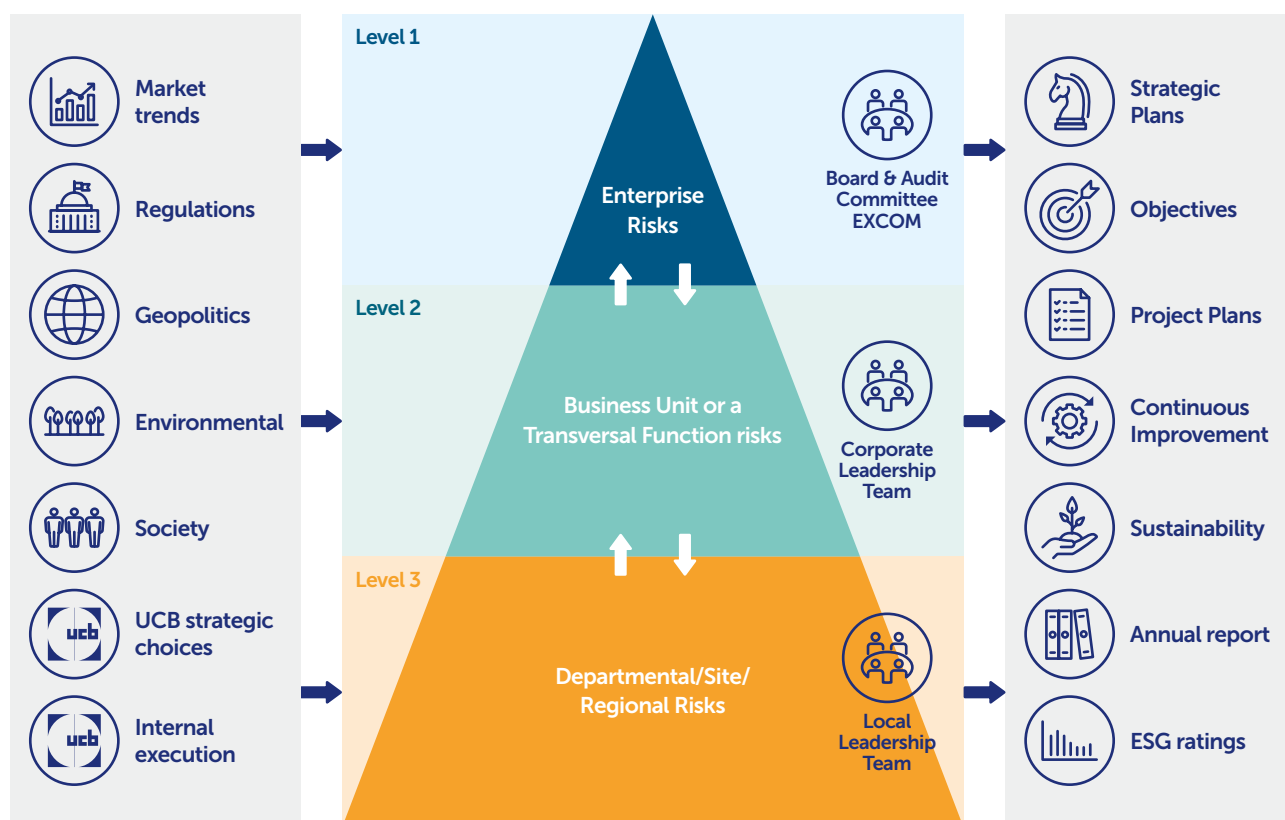 Market
trends
Regulations
Geopolitics
Environmental
Society
ucb
UCB strategic
choices
ucb
Internal
execution
Level 1
Enterprise
Risks
Board & Audit
Committee
EXCOM
Level 2
Business Unit or a
Transversal Function risks
Corporate
Leadership
Team
Level 3
Departmental/Site/
Regional Risks
Local
Leadership
Team
Strategic
Plans
Objectives
Project Plans
Continuous
Improvement
Sustainability
Annual report
ESG ratings